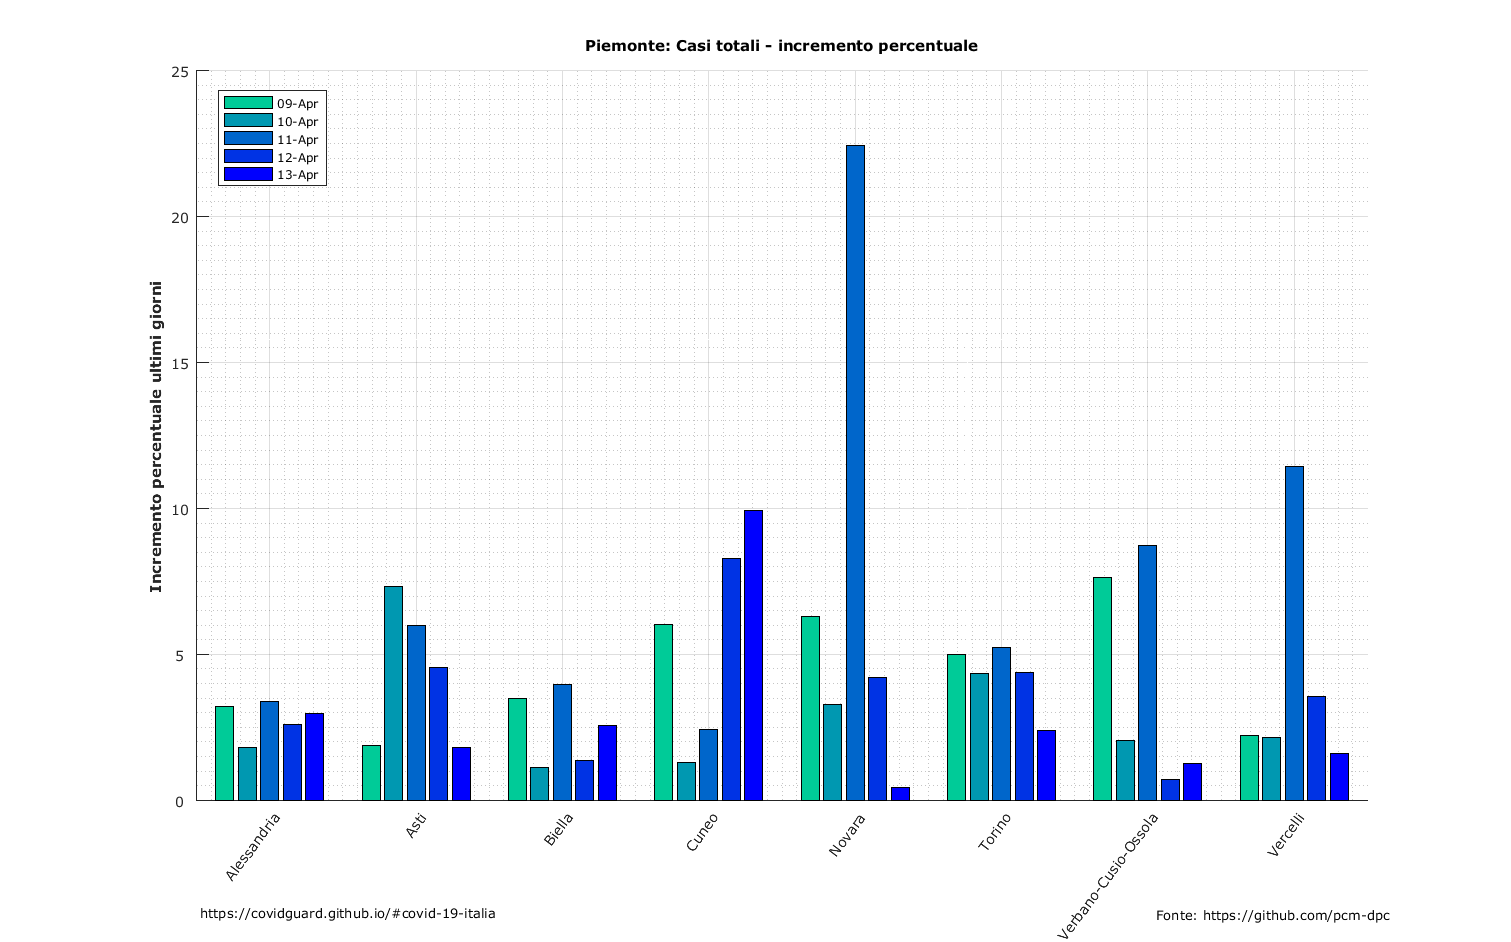 Piemonte: Casi totali - incremento percentuale
25
20
15
10
5
0
Incremento percentuale ultimi giorni
09-Apr
10-Apr
11-Apr
12-Apr
13-Apr
Alessandria
Asti
Biella
Cuneo
Novara
Torino
Verbano-Cusio-Ossola
Vercelli
https://covidguard.github.io/#covid-19-italia
Fonte: https://github.com/pcm-dpc